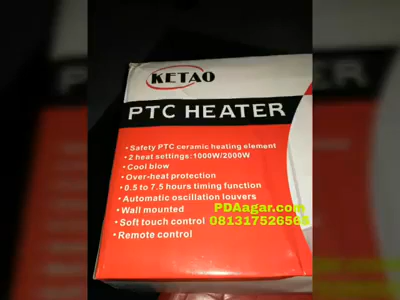 KETAO
PTC HEATER
• Safety PTC ceramic heating element
• 2 heat settings:1000W/2000W
• Cool blow
• Over-heat protection
• 0.5 to 7.5 hours timing function
• Automatic oscillation louvers
• Wall mounted
• Soft touch control
• Remote control
PDAagar.com
081317526568